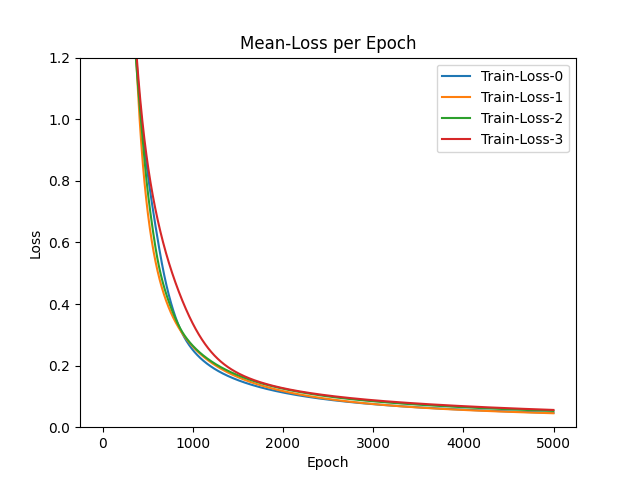 Mean-Loss per Epoch
1.2
1.0
0.8
0.6
0.4
0.2
0.0
Loss
Train-Loss-0
Train-Loss-1
Train-Loss-2
Train-Loss-3
0 1000 2000 3000 4000 5000
Epoch